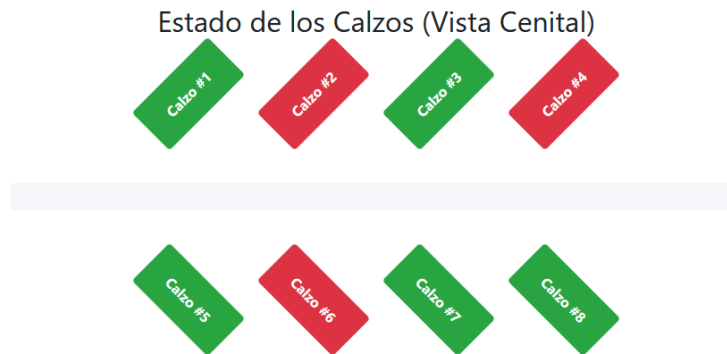 Estado de los Calzos (Vista Cenital)
Calzo #1
Calzo #2
Calzo #3
Calzo #4
Calzo #5
Calzo #6
Calzo #7
Calzo #8